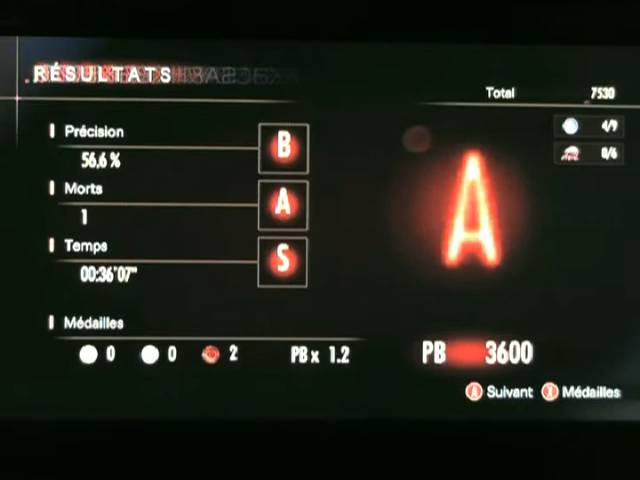 RÉSULTATS
Total 7530
4/9
0/6
Précision
56,6 %
B
Morts
1
A
Temps
00:36'07"
S
A
Médailles
0 0 2 PB x 1.2
PB 3600
A Suivant X Médailles